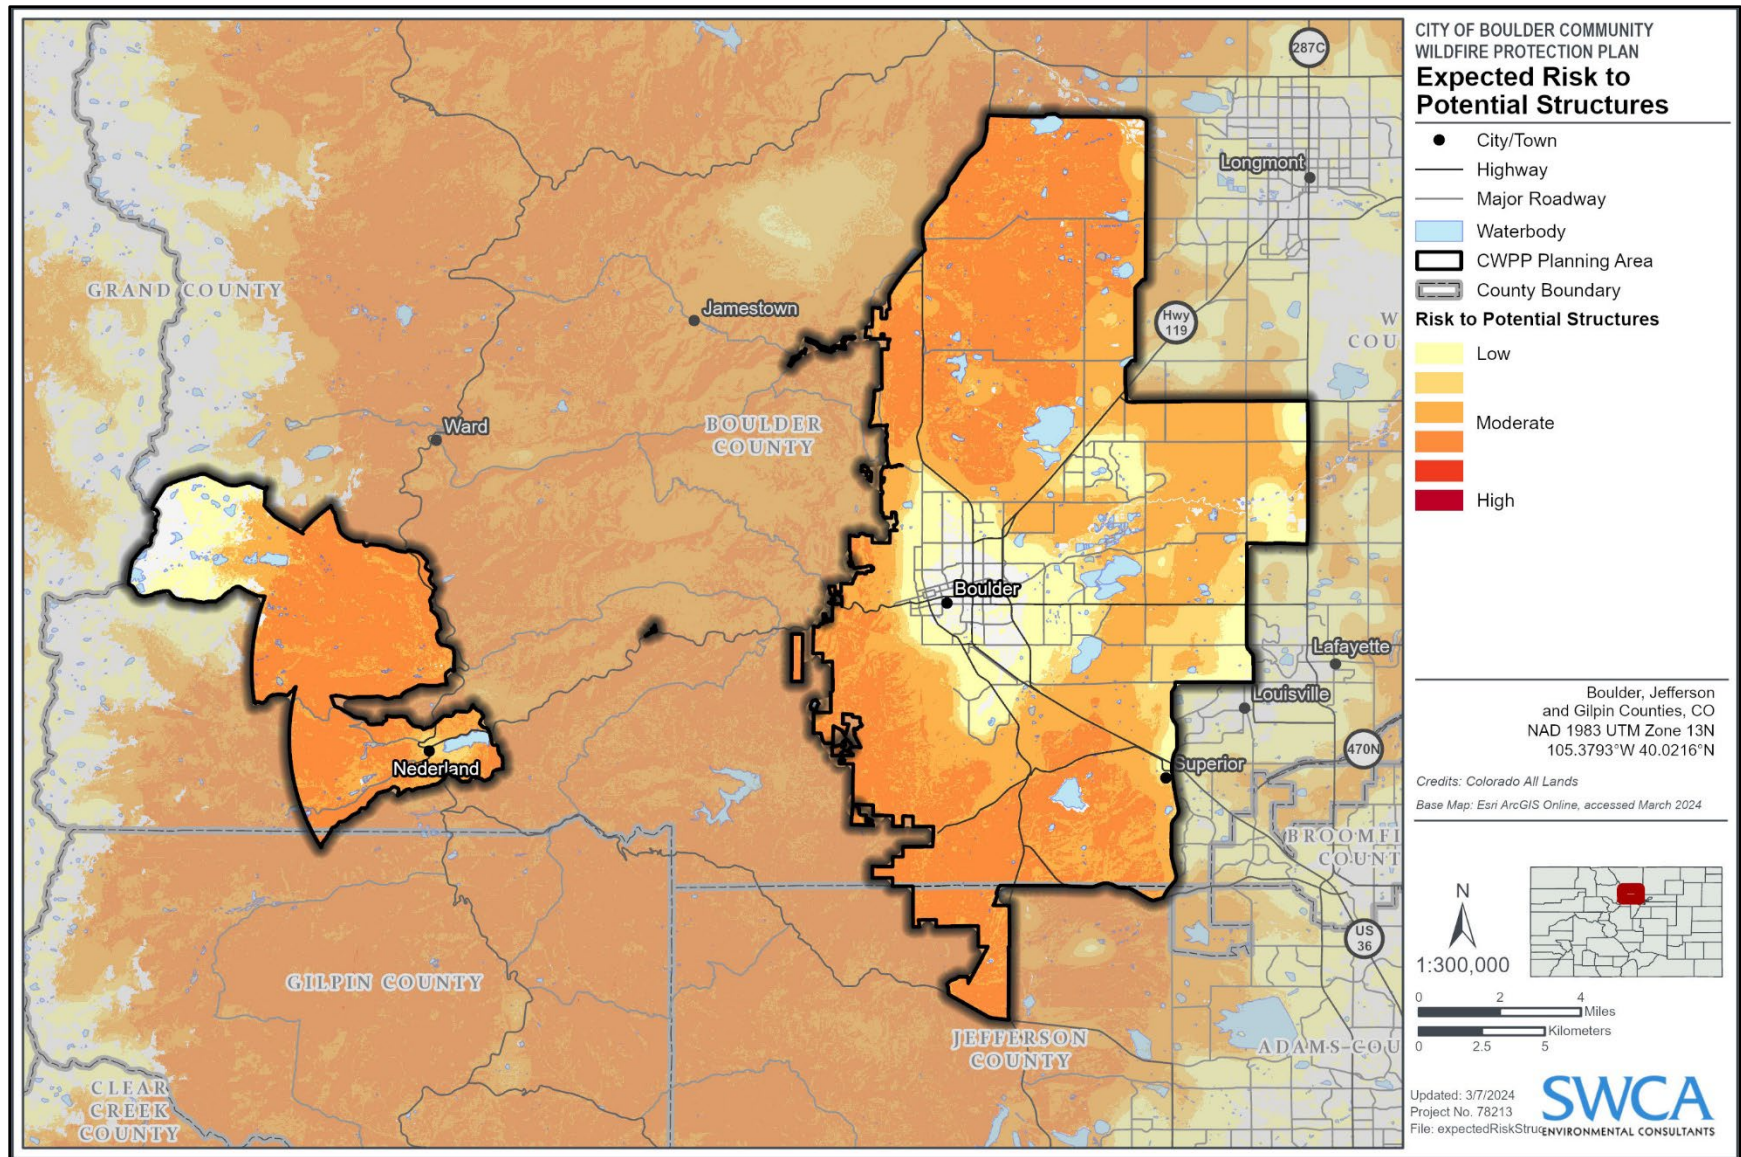 CITY OF BOULDER COMMUNITY
WILDFIRE PROTECTION PLAN
Expected Risk to
Potential Structures
City/Town
Highway
Major Roadway
Waterbody
CWPP Planning Area
County Boundary
Risk to Potential Structures
Low
Moderate
High
Boulder, Jefferson
and Gilpin Counties, CO
NAD 1983 UTM Zone 13N
105.3793°W 40.0216°N
Credits: Colorado All Lands
Base Map: Esri ArcGIS Online, accessed March 2024
N
1:300,000
0 2 4
Miles
Kilometers
0 2.5 5
Updated: 3/7/2024
Project No. 78213
File: expectedRiskStruc
SWCA
ENVIRONMENTAL CONSULTANTS
287C
Longmont
GRAND COUNTY
Jamestown
Hwy
119
W
COU
Ward
BOULDER
COUNTY
Boulder
Lafayette
Louisville
470N
Nederland
Superior
BROOMFI
COUNT
US
36
GILPIN COUNTY
JEFFERSON
COUNTY
ADAMS COU
CLEAR
CREEK
COUNTY